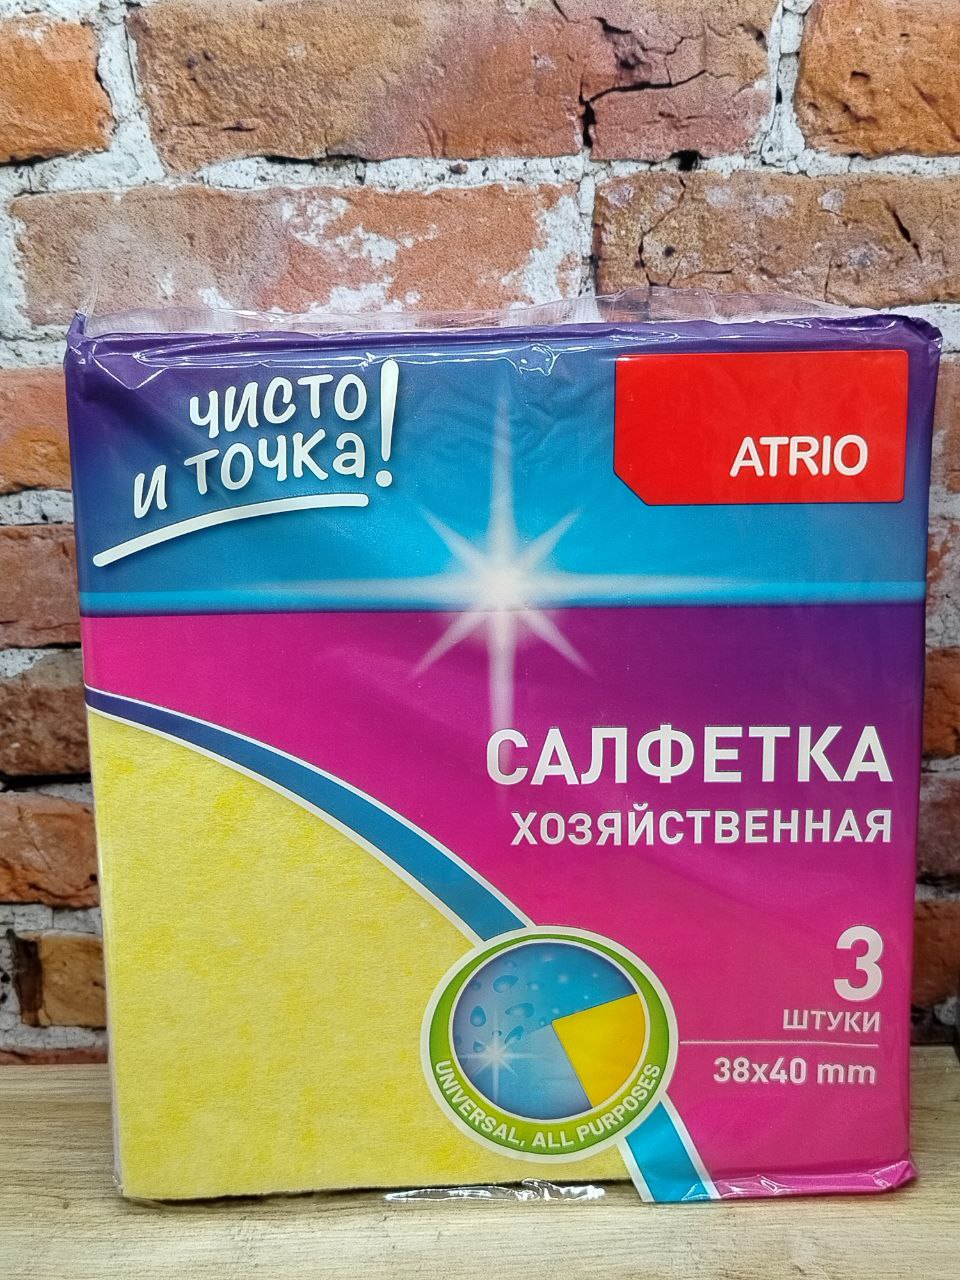 чисто
и точка!
ATRIO
САЛФЕТКА
ХОЗЯЙСТВЕННАЯ
3
ШТУКИ
38x40 mm
UNIVERSAL, ALL PURPOSES